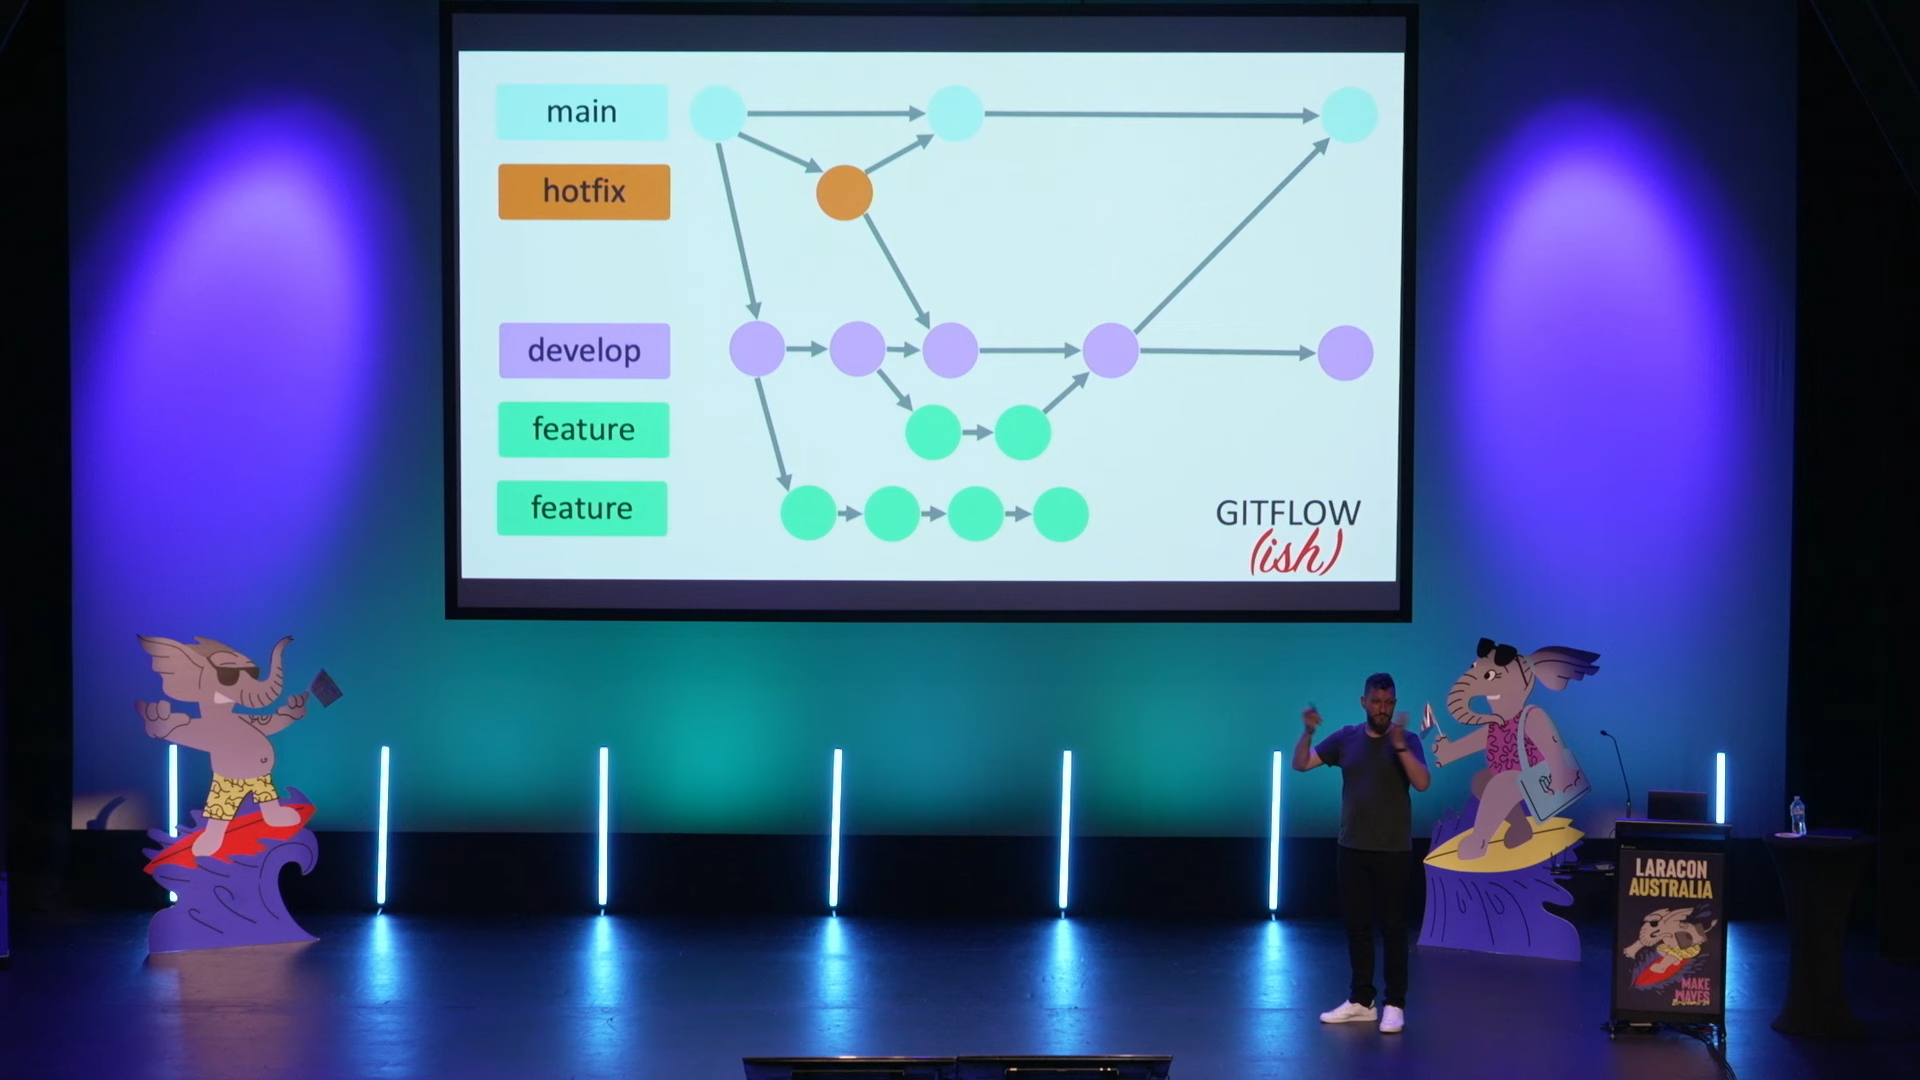 main
hotfix
develop
feature
feature
GITFLOW
(ish)
LARACON
AUSTRALIA
MAKE
WAVES